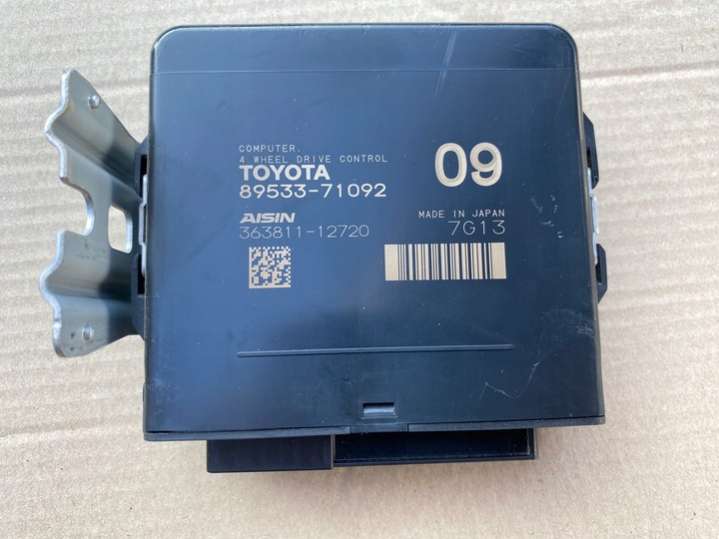 COMPUTER.
4 WHEEL DRIVE CONTROL
TOYOTA
89533-71092
09
AISIN
363811-12720
MADE IN JAPAN
7G13